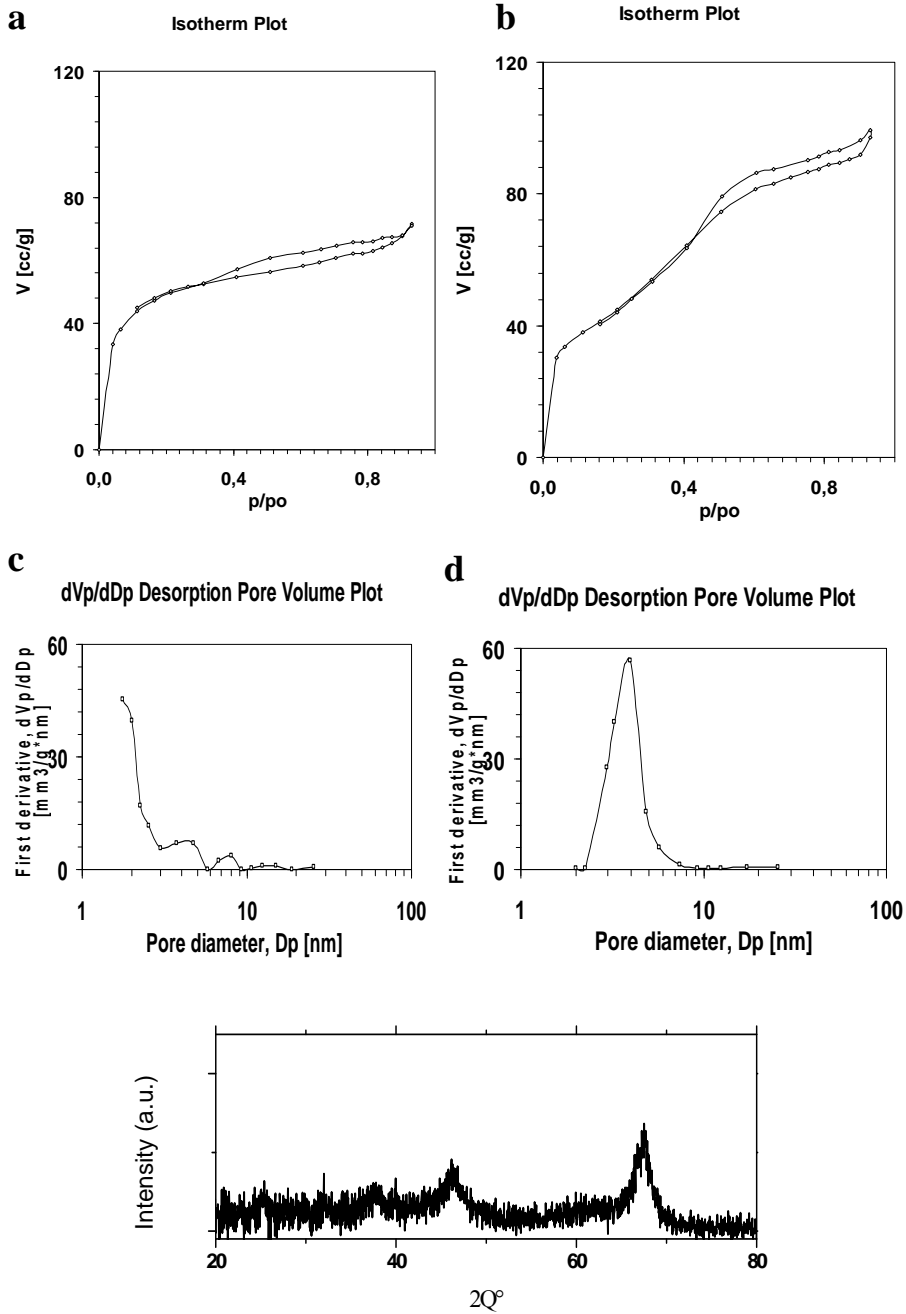 a
Isotherm Plot
120
80
40
0
V [cc/g]
0,0 0,4 0,8
p/po
b
Isotherm Plot
120
80
40
0
V [cc/g]
0,0 0,4 0,8
p/po
c
dVp/dDp Desorption Pore Volume Plot
60
30
0
First derivative, dVp/dDp
[mm3/g*nm]
1 10 100
Pore diameter, Dp [nm]
d
dVp/dDp Desorption Pore Volume Plot
60
30
0
First derivative, dVp/dDp
[mm3/g*nm]
1 10 100
Pore diameter, Dp [nm]
Intensity (a.u.)
20 40 60 80
2Q°